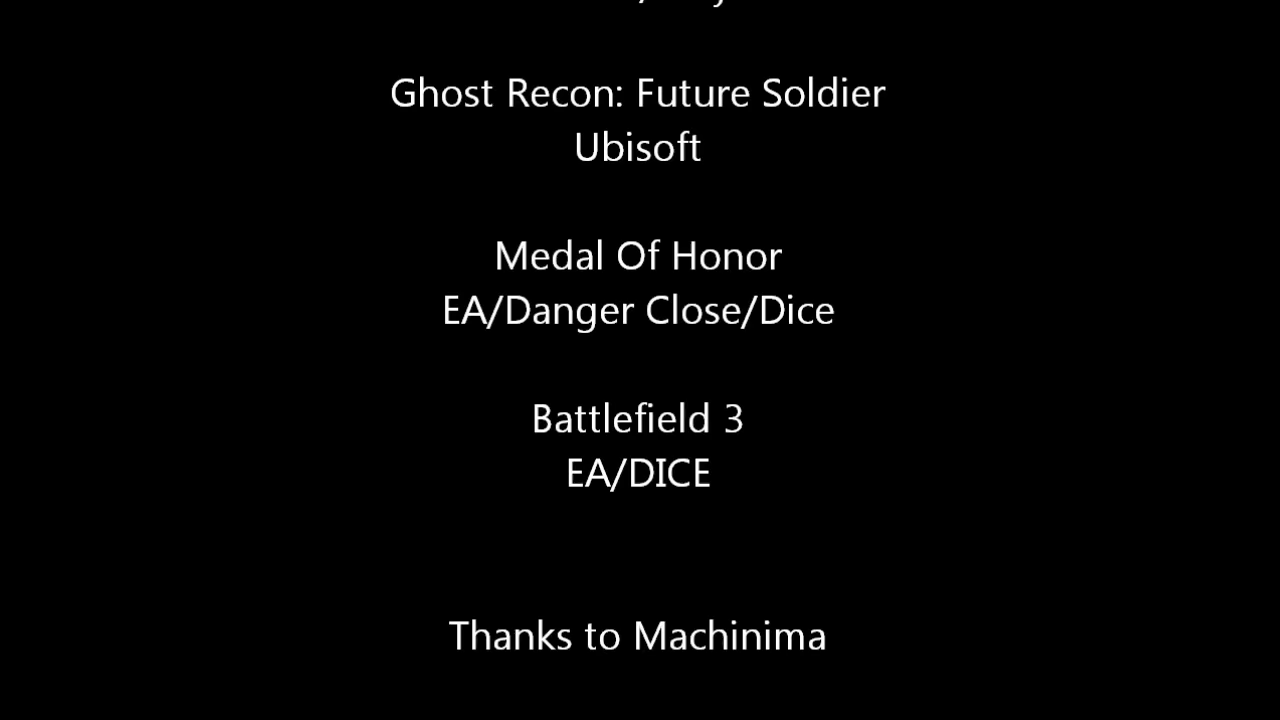 Ghost Recon: Future Soldier
Ubisoft
Medal Of Honor
EA/Danger Close/Dice
Battlefield 3
EA/DICE
Thanks to Machinima